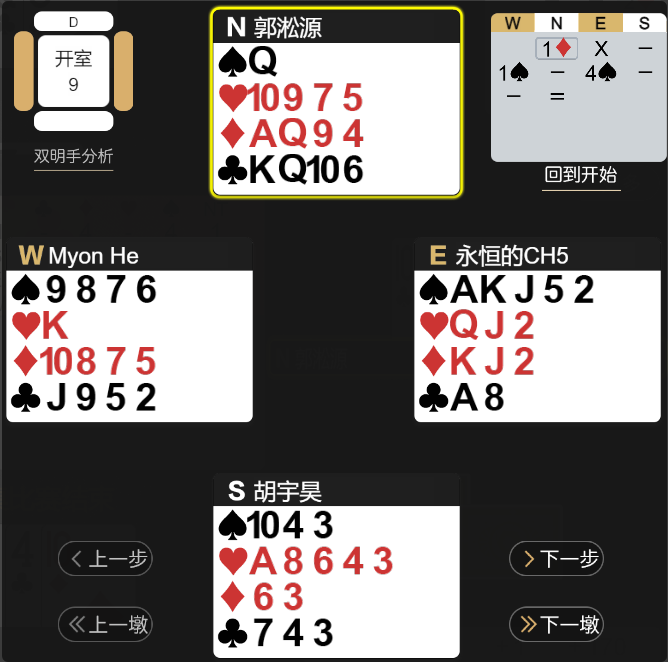 D
开室
9
双明手分析
N 郭淞源
♠Q
♥10 9 7 5
♦AQ 9 4
♣K Q10 6
W N E S
1♦ X –
1♠ – 4♠ –
– =
回到开始
W Myon He
♠9 8 7 6
♥K
♦10 8 7 5
♣J 9 5 2
E 永恒的CH5
♠AK J 5 2
♥Q J 2
♦K J 2
♣A 8
S 胡宇昊
♠10 4 3
♥A 8 6 4 3
♦6 3
♣7 4 3
上一步
下一步
上一墩
下一墩